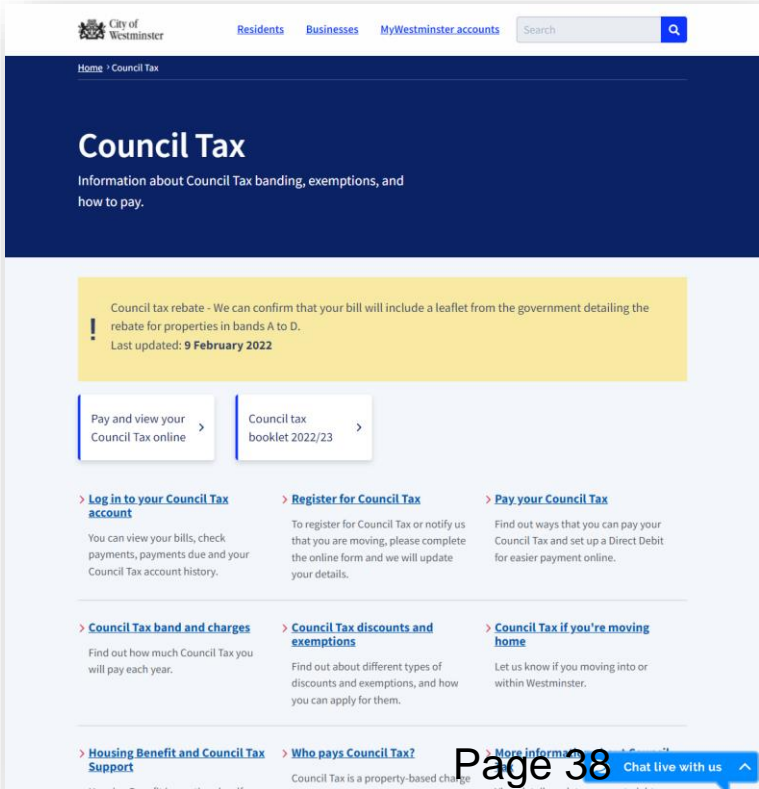 City of
Westminster
Residents Businesses MyWestminster accounts Search
Home › Council Tax
Council Tax
Information about Council Tax banding, exemptions, and
how to pay.
Council tax rebate - We can confirm that your bill will include a leaflet from the government detailing the
! rebate for properties in bands A to D.
Last updated: 9 February 2022
Pay and view your
Council Tax online
Council tax
booklet 2022/23
Log in to your Council Tax
account
You can view your bills, check
payments, payments due and your
Council Tax account history.
Register for Council Tax
To register for Council Tax or notify us
that you are moving, please complete
the online form and we will update
your details.
Pay your Council Tax
Find out ways that you can pay your
Council Tax and set up a Direct Debit
for easier payment online.
Council Tax band and charges
Find out how much Council Tax you
will pay each year.
Council Tax discounts and
exemptions
Find out about different types of
discounts and exemptions, and how
you can apply for them.
Council Tax if you're moving
home
Let us know if you moving into or
within Westminster.
Housing Benefit and Council Tax
Support
Who pays Council Tax?
Council Tax is a property-based charge
More information
Page 38
Chat live with us